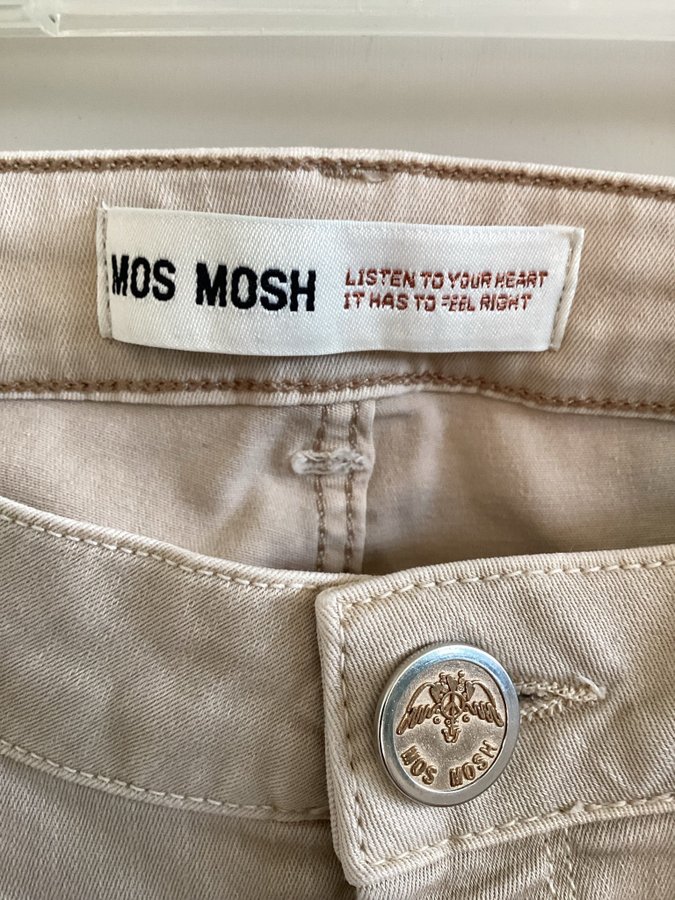 MOS MOSH
LISTEN TO YOUR HEART
IT HAS TO FEEL RIGHT
MOS MOSH